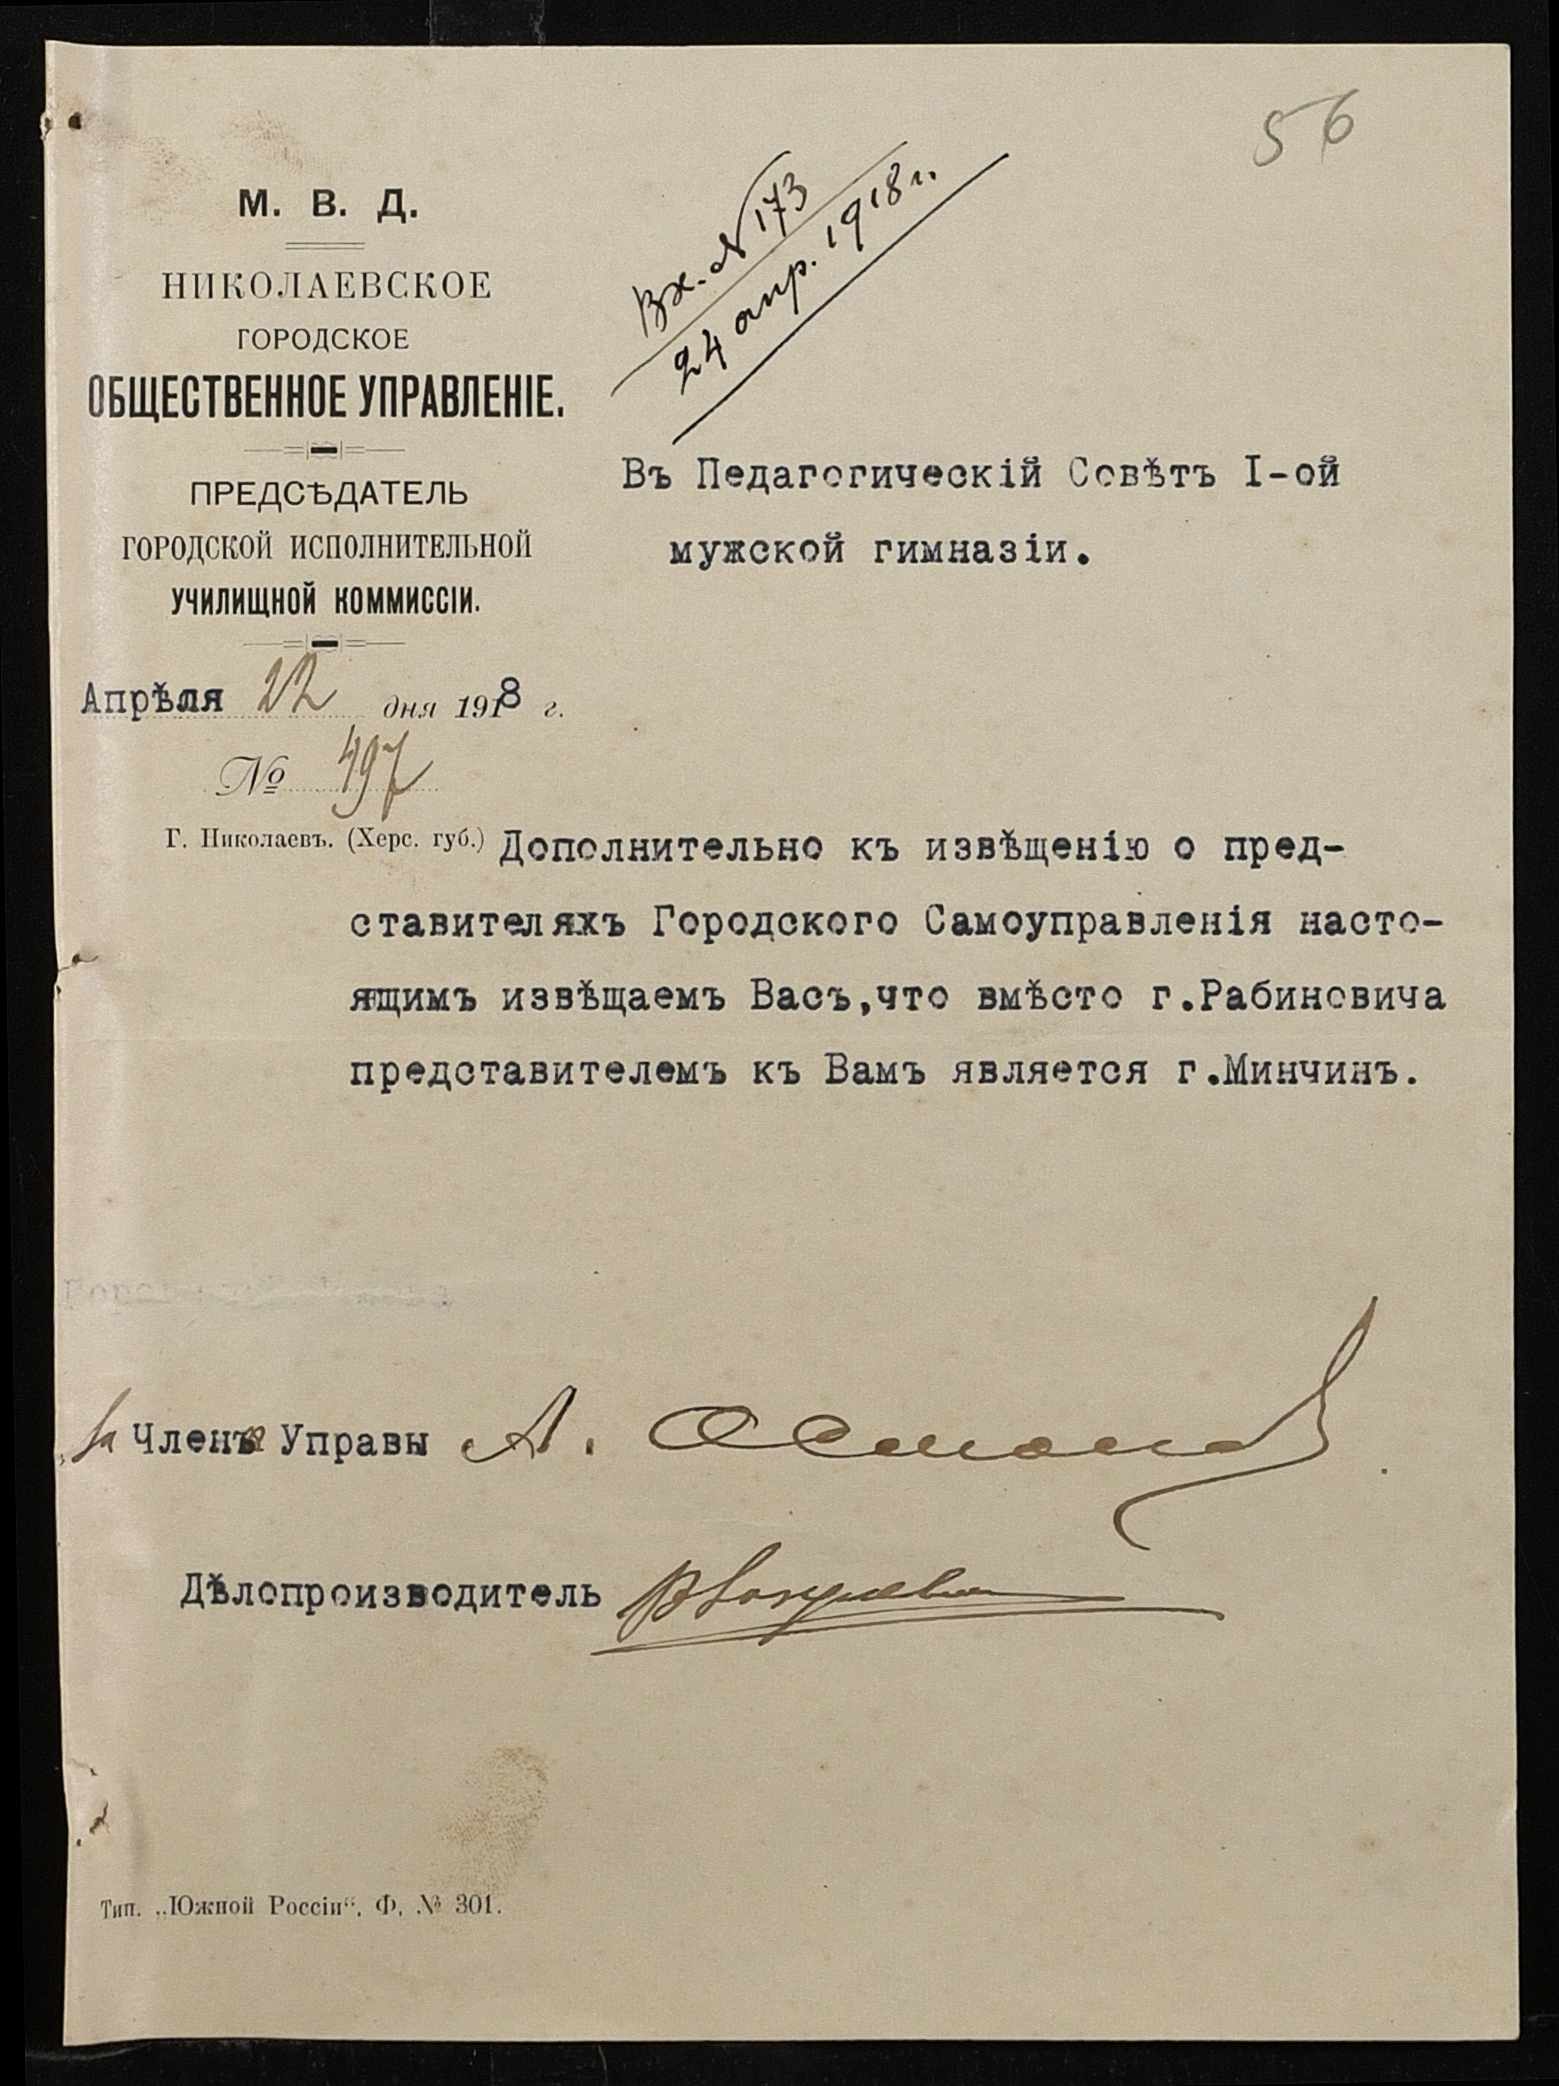 56
Вх. № 173
24 апр. 1918 г.
М. В. Д.
НИКОЛАЕВСКОЕ
ГОРОДСКОЕ
ОБЩЕСТВЕННОЕ УПРАВЛЕНІЕ.
ПРЕДСѢДАТЕЛЬ
ГОРОДСКОЙ ИСПОЛНИТЕЛЬНОЙ
УЧИЛИЩНОЙ КОММИССІИ.
Апрѣля 22 дня 1918 г.
№ 497
Г. Николаевъ. (Херс. губ.)
Въ Педагогическій Совѣтъ I-ой
мужской гимназіи.
Дополнительно къ извѣщенію о пред-
ставителяхъ Городского Самоуправленія насто-
ящимъ извѣщаемъ Васъ,что вмѣсто г.Рабиновича
представителемъ къ Вамъ является г.Минчинъ.
За Члена Управы А.
Дѣлопроизводитель
Тип. „Южной Россіи“, Ф. № 301.